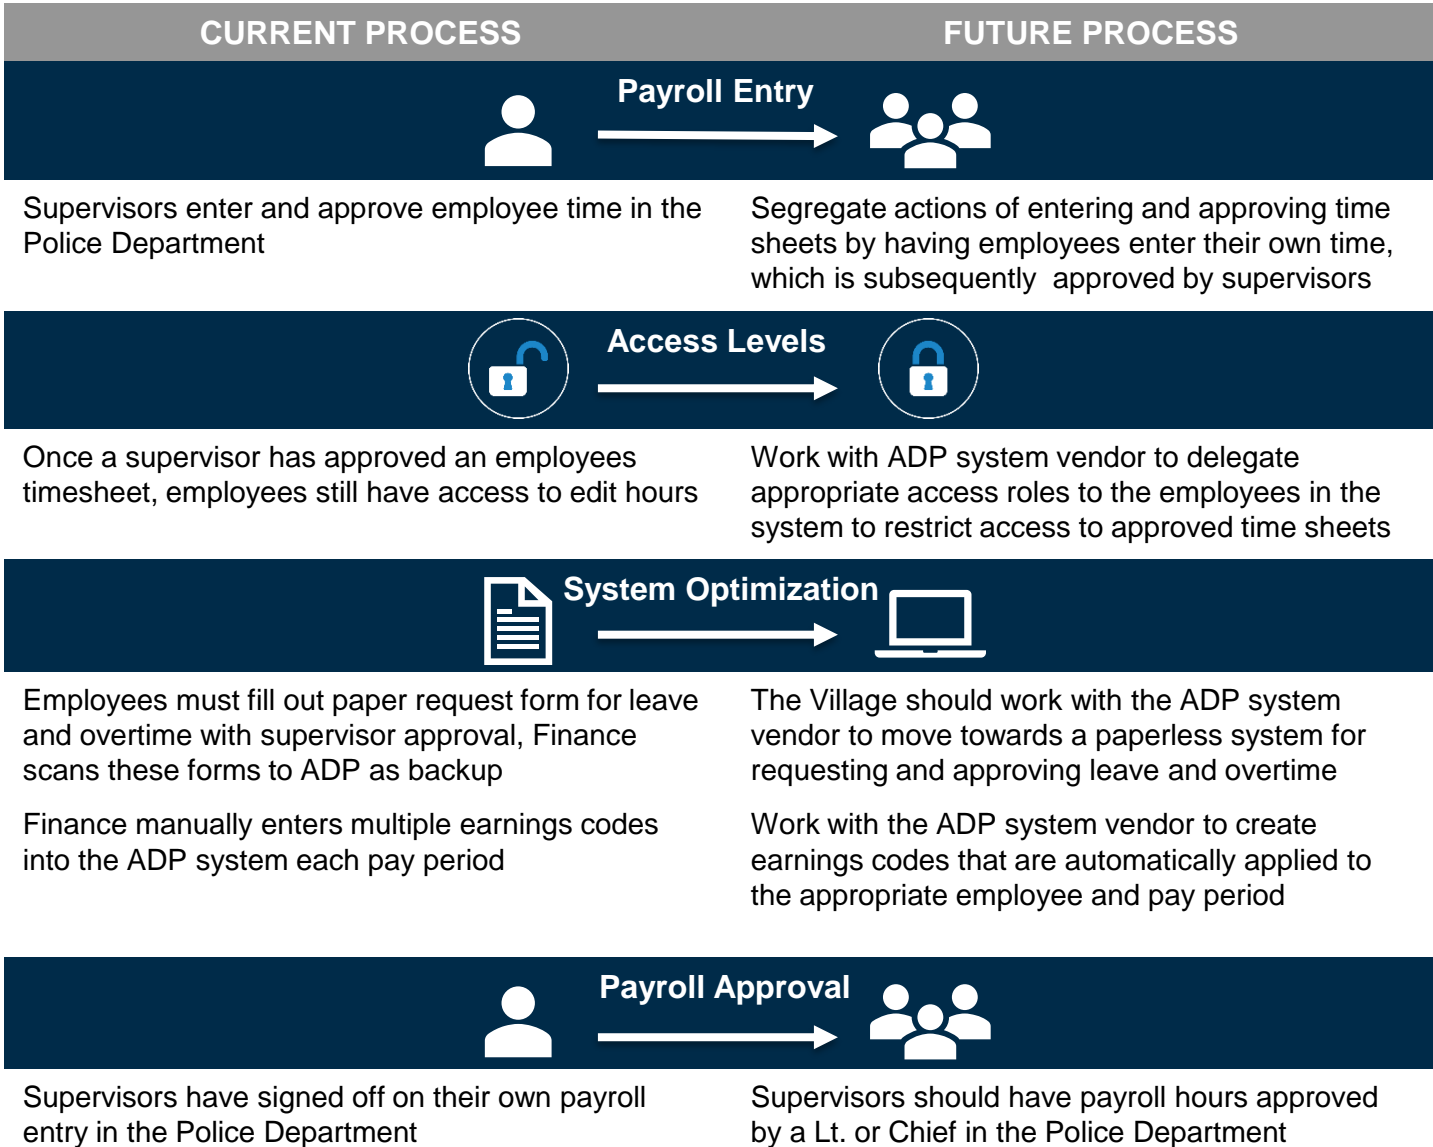 CURRENT PROCESS
FUTURE PROCESS
Payroll Entry
Supervisors enter and approve employee time in the
Police Department
Segregate actions of entering and approving time
sheets by having employees enter their own time,
which is subsequently  approved by supervisors
Access Levels
Once a supervisor has approved an employees
timesheet, employees still have access to edit hours
Work with ADP system vendor to delegate
appropriate access roles to the employees in the
system to restrict access to approved time sheets
System Optimization
Employees must fill out paper request form for leave
and overtime with supervisor approval, Finance
scans these forms to ADP as backup
The Village should work with the ADP system
vendor to move towards a paperless system for
requesting and approving leave and overtime
Finance manually enters multiple earnings codes
into the ADP system each pay period
Work with the ADP system vendor to create
earnings codes that are automatically applied to
the appropriate employee and pay period
Payroll Approval
Supervisors have signed off on their own payroll
entry in the Police Department
Supervisors should have payroll hours approved
by a Lt. or Chief in the Police Department